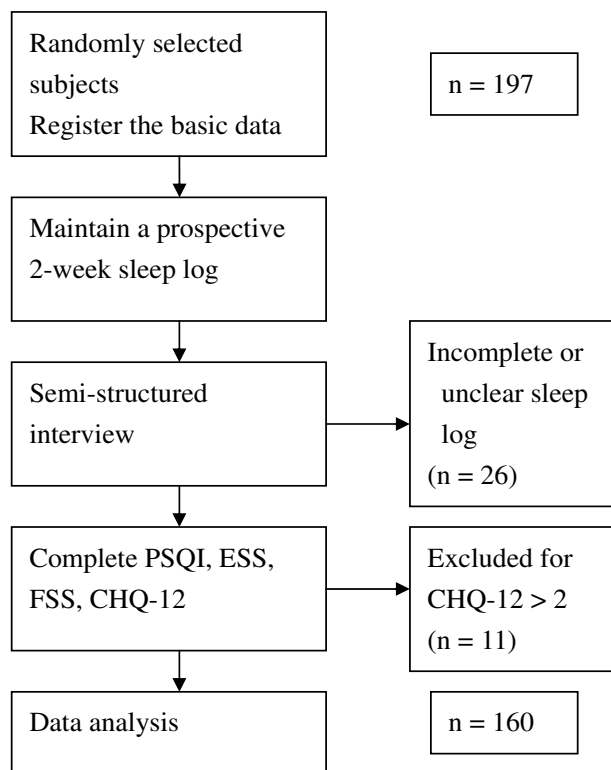 Randomly selected
subjects
Register the basic data
n = 197
Maintain a prospective
2-week sleep log
Semi-structured
interview
Incomplete or
unclear sleep
log
(n = 26)
Complete PSQI, ESS,
FSS, CHQ-12
Excluded for
CHQ-12 > 2
(n = 11)
Data analysis
n = 160